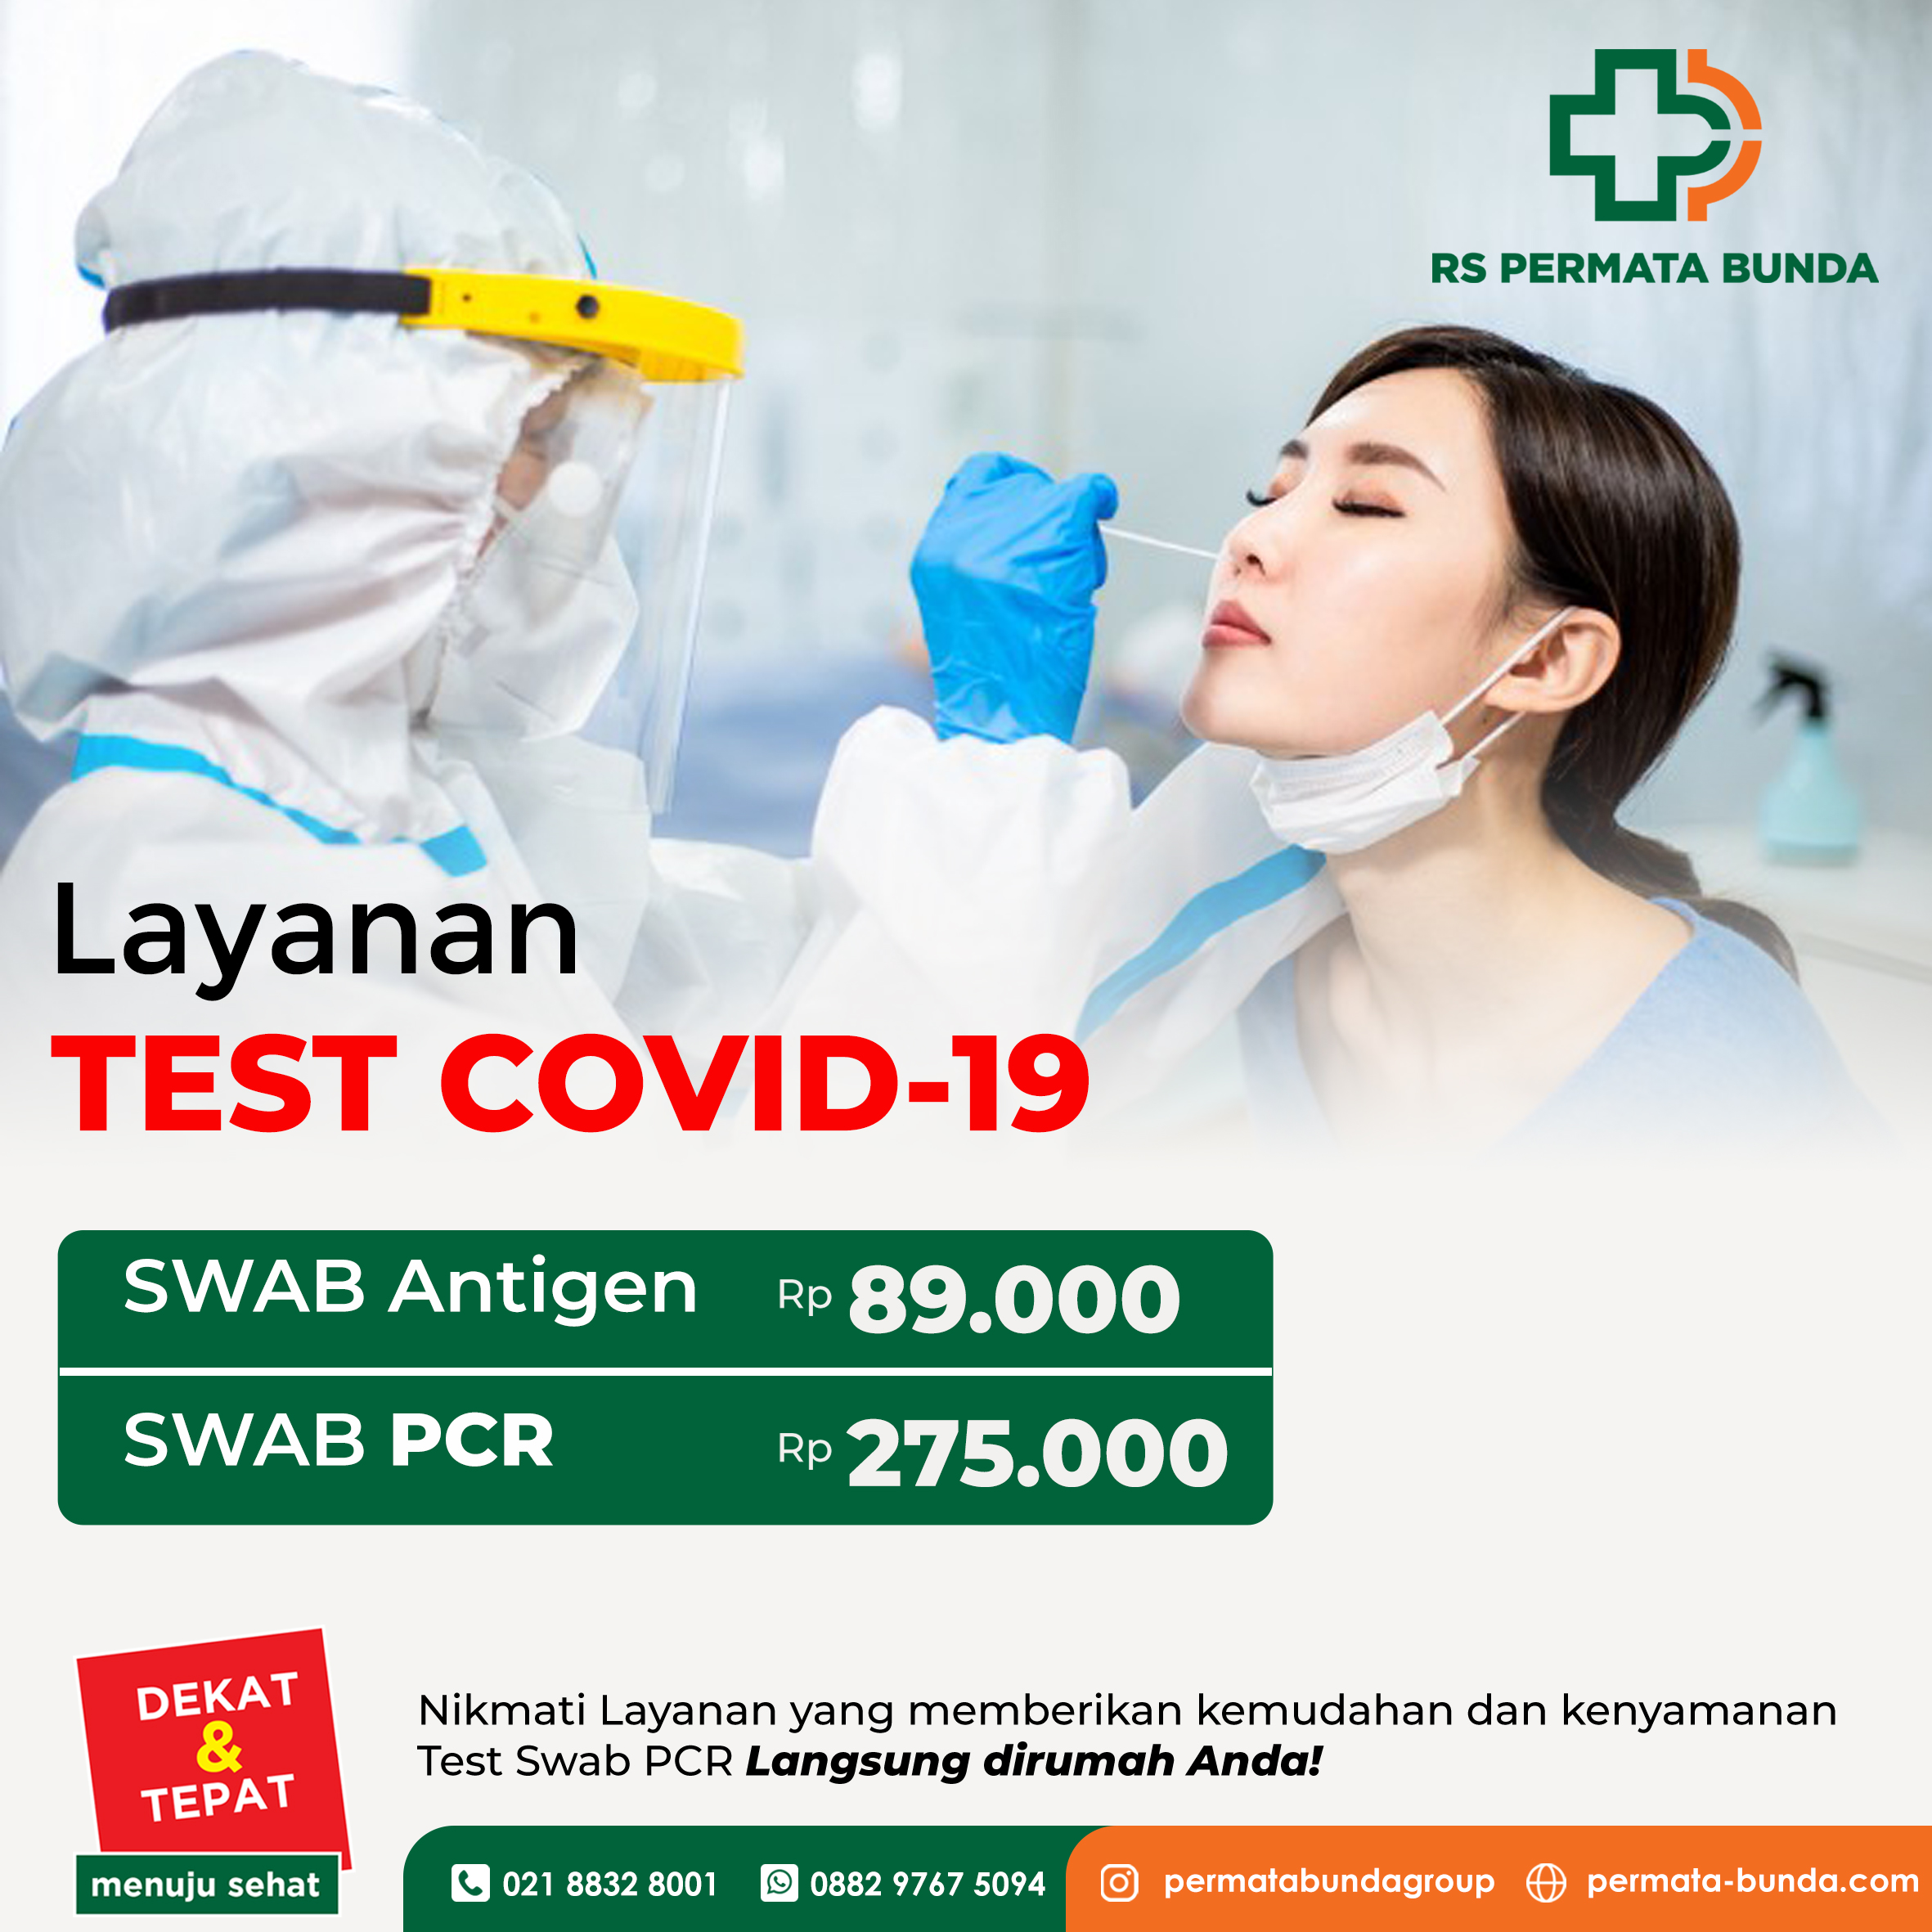 RS PERMATA BUNDA
Layanan
TEST COVID-19
SWAB Antigen Rp 89.000
SWAB PCR Rp 275.000
DEKAT
&
TEPAT
menuju sehat
Nikmati Layanan yang memberikan kemudahan dan kenyamanan
Test Swab PCR Langsung dirumah Anda!
021 8832 8001 0882 9767 5094 permatabundagroup permata-bunda.com